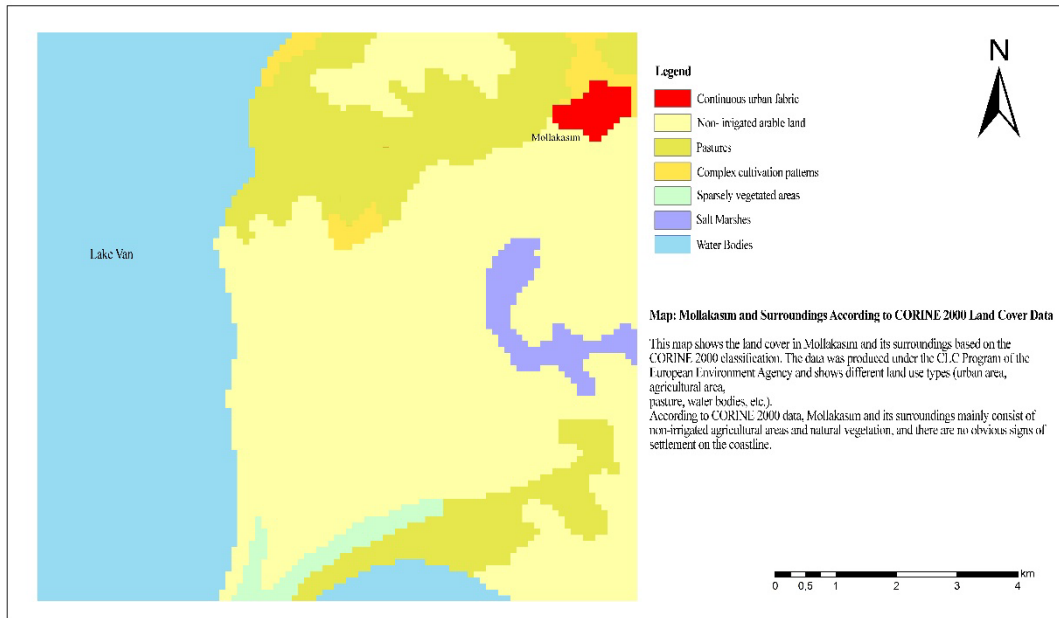 N
Legend
Continuous urban fabric
Non- irrigated arable land
Pastures
Complex cultivation patterns
Sparsely vegetated areas
Salt Marshes
Water Bodies
Mollakasım
Lake Van
Map: Mollakasım and Surroundings According to CORINE 2000 Land Cover Data
This map shows the land cover in Mollakasım and its surroundings based on the
CORINE 2000 classification. The data was produced under the CLC Program of the
European Environment Agency and shows different land use types (urban area,
agricultural area,
pasture, water bodies, etc.).
According to CORINE 2000 data, Mollakasım and its surroundings mainly consist of
non-irrigated agricultural areas and natural vegetation, and there are no obvious signs of
settlement on the coastline.
km
0 0,5 1 2 3 4